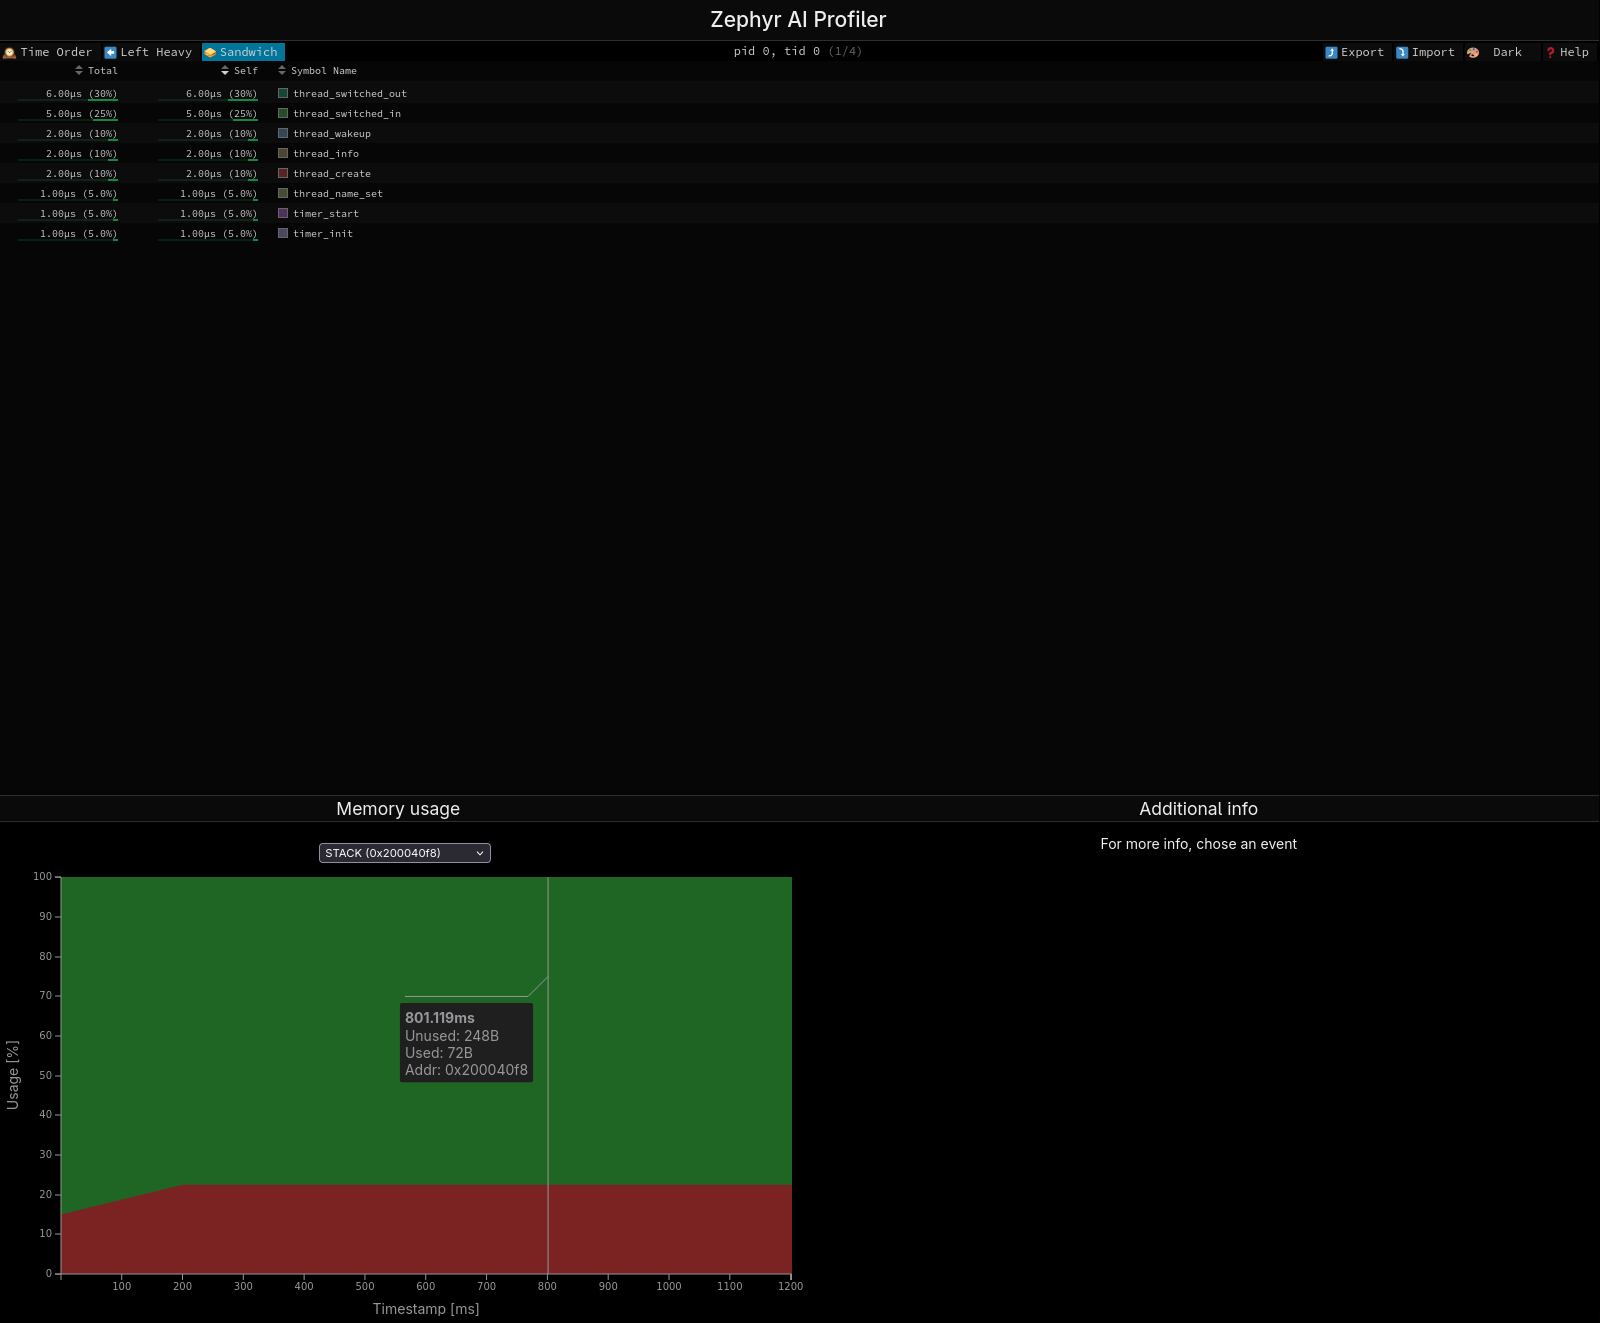 Zephyr AI Profiler
Time Order Left Heavy Sandwich pid 0, tid 0 (1/4) Export Import Dark Help
Total Self Symbol Name
6.00µs (30%) 6.00µs (30%) thread_switched_out
5.00µs (25%) 5.00µs (25%) thread_switched_in
2.00µs (10%) 2.00µs (10%) thread_wakeup
2.00µs (10%) 2.00µs (10%) thread_info
2.00µs (10%) 2.00µs (10%) thread_create
1.00µs (5.0%) 1.00µs (5.0%) thread_name_set
1.00µs (5.0%) 1.00µs (5.0%) timer_start
1.00µs (5.0%) 1.00µs (5.0%) timer_init
Memory usage
STACK (0x200040f8)
100
90
80
70
60
50
40
30
20
10
0
Usage [%]
801.119ms
Unused: 248B
Used: 72B
Addr: 0x200040f8
100 200 300 400 500 600 700 800 900 1000 1100 1200
Timestamp [ms]
Additional info
For more info, chose an event